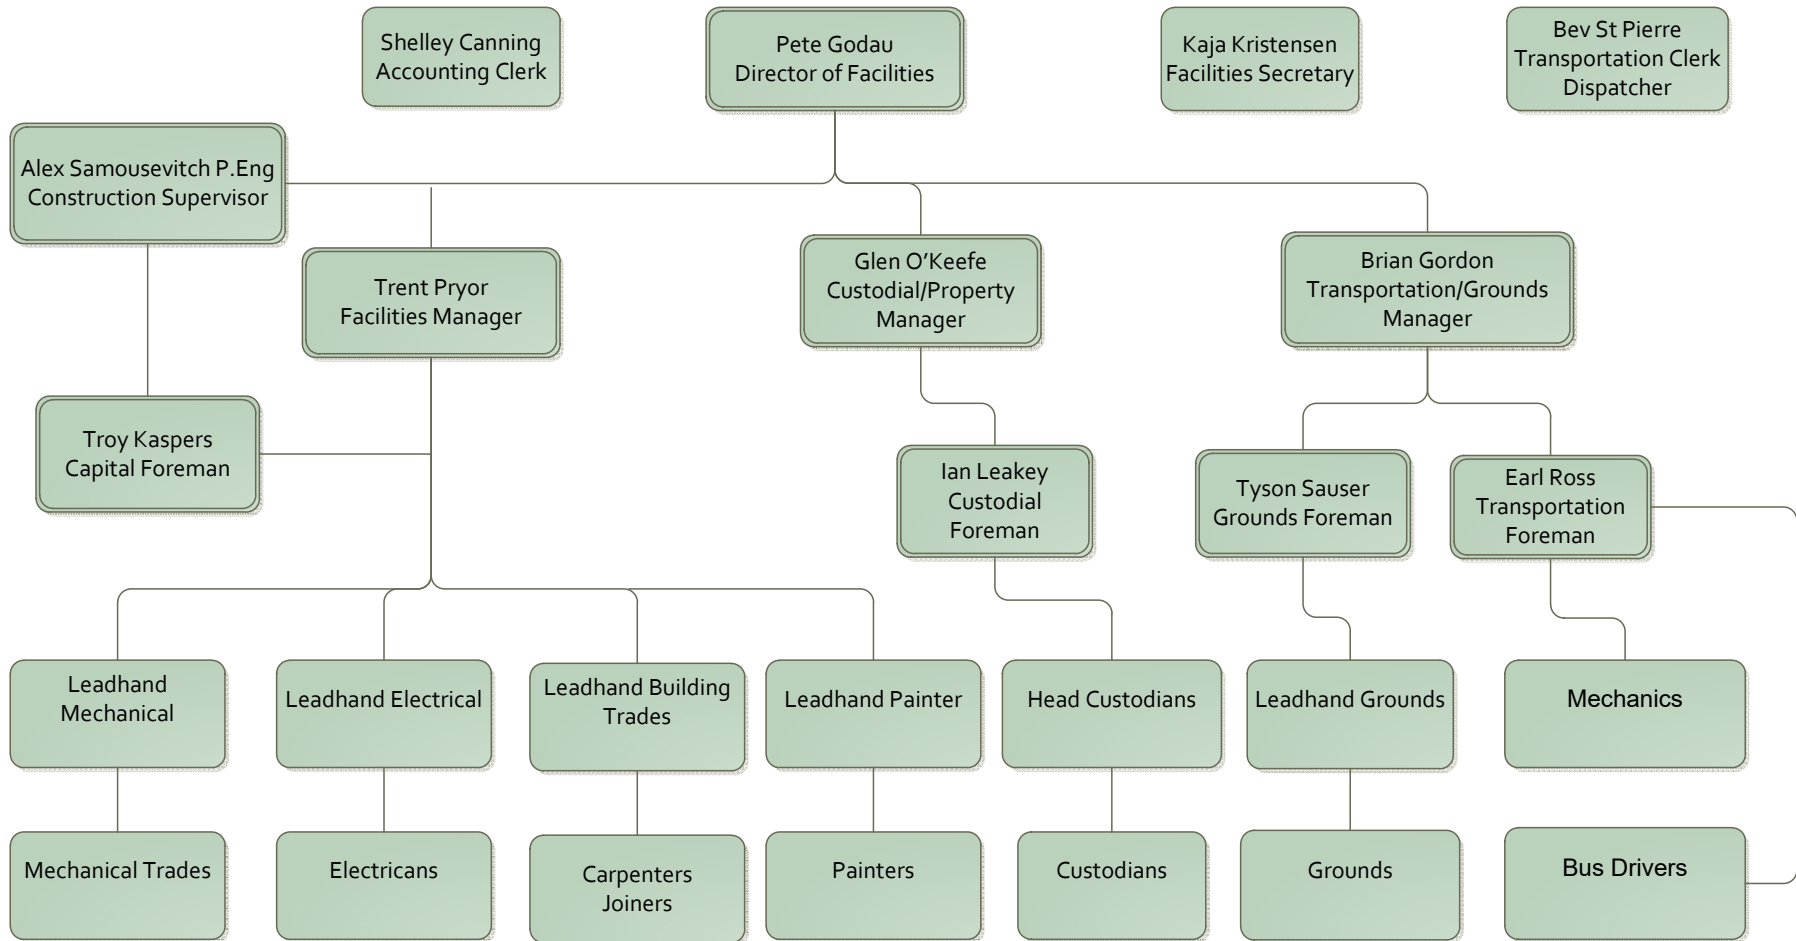 Shelley Canning
Accounting Clerk
Pete Godau
Director of Facilities
Kaja Kristensen
Facilities Secretary
Bev St Pierre
Transportation Clerk
Dispatcher
Alex Samousevitch P.Eng
Construction Supervisor
Trent Pryor
Facilities Manager
Glen O’Keefe
Custodial/Property
Manager
Brian Gordon
Transportation/Grounds
Manager
Troy Kaspers
Capital Foreman
Ian Leakey
Custodial
Foreman
Tyson Sauser
Grounds Foreman
Earl Ross
Transportation
Foreman
Leadhand
Mechanical
Leadhand Electrical
Leadhand Building
Trades
Leadhand Painter
Head Custodians
Leadhand Grounds
Mechanics
Mechanical Trades
Electricans
Carpenters
Joiners
Painters
Custodians
Grounds
Bus Drivers